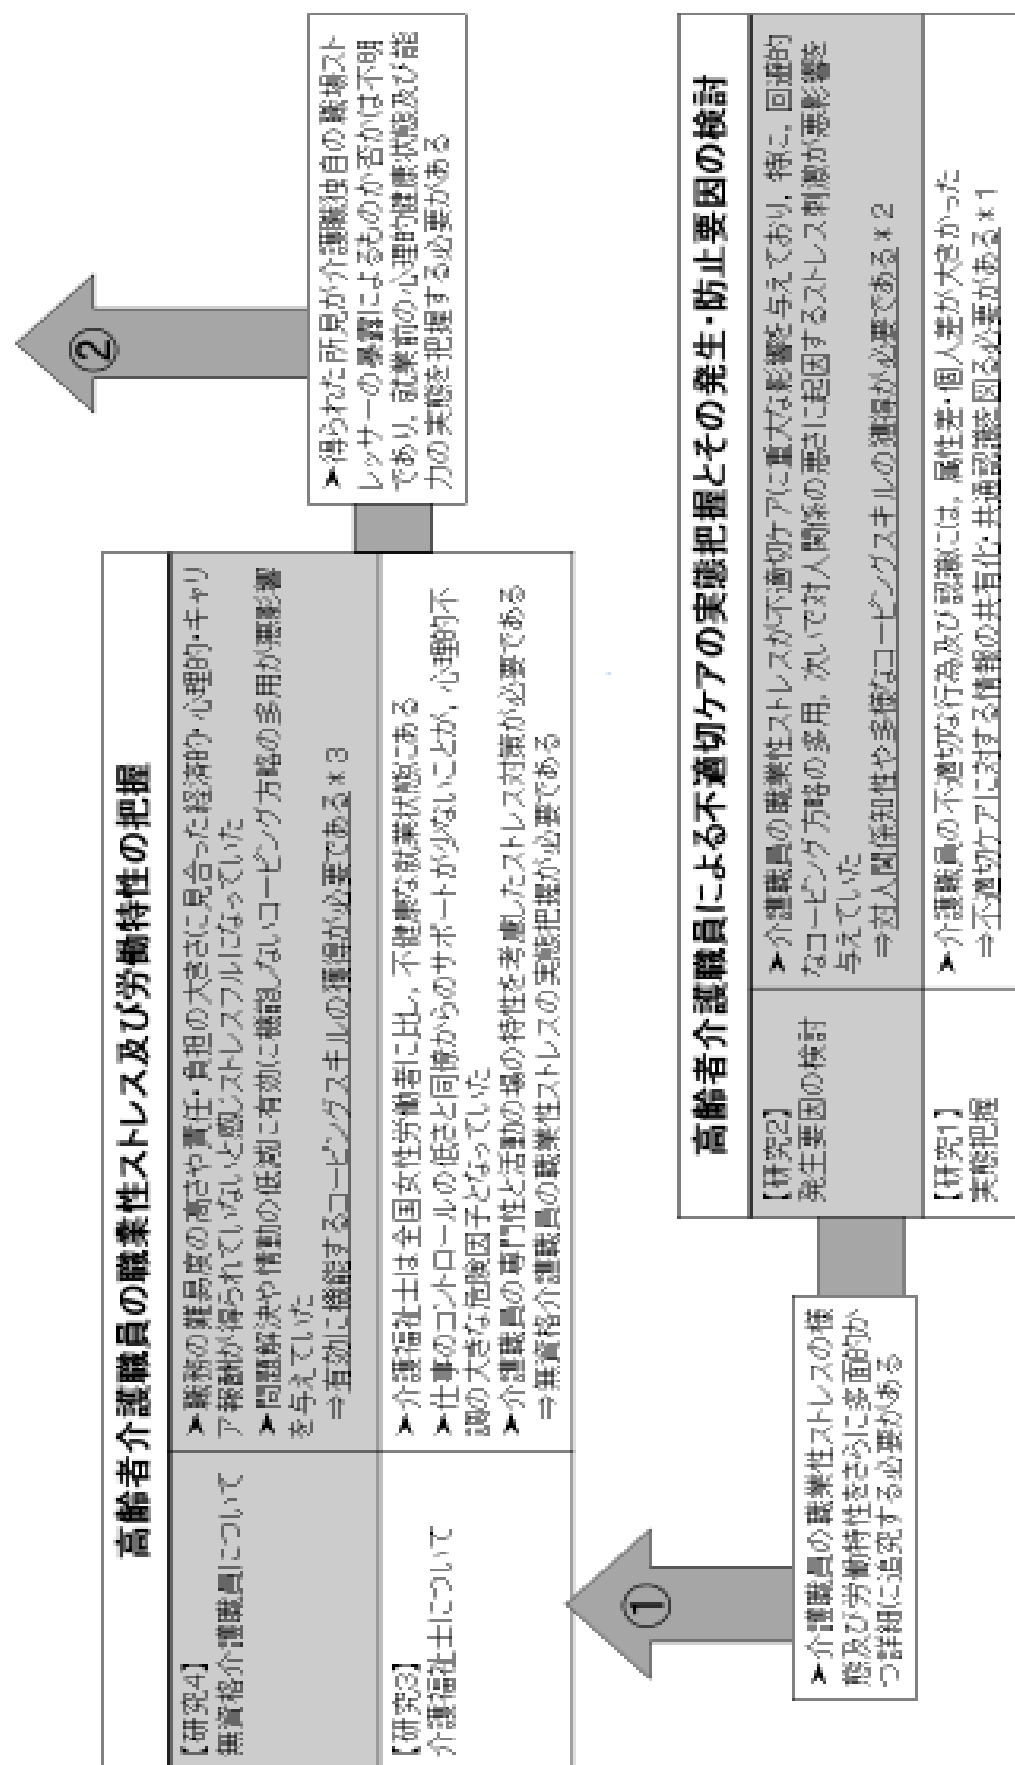 高齢者介護職員の職業性ストレス及び労働特性の把握
【研究4】
無資格介護職員について
➤職務の難易度の高さや責任・負担の大きさに見合った経済的・心理的・キャリ
ア報酬が得られていないと感じストレスフルになっていた
➤問題解決や情動の低減に有効に機能しないコーピング方略の多用が悪影響
を与えていた
⇒有効に機能するコーピングスキルの獲得が必要である*3
【研究3】
介護福祉士について
➤介護福祉士は全国女性労働者に比し，不健康な就業状態にある
➤仕事のコントロールの低さと同僚からのサポートが少ないことが，心理的不
調の大きな危険因子となっていた
➤介護職員の専門性と活動の場の特性を考慮したストレス対策が必要である
⇒無資格介護職員の職業性ストレスの実態把握が必要である
②
➤得られた所見が介護職独自の職場スト
レッサーの暴露によるものか否かは不明
であり，就業前の心理的健康状態及び能
力の実態を把握する必要がある
①
➤介護職員の職業性ストレスの様
態及び労働特性をさらに多面的か
つ詳細に追究する必要がある
高齢者介護職員による不適切ケアの実態把握とその発生・防止要因の検討
【研究2】
発生要因の検討
➤介護職員の職業性ストレスが不適切ケアに重大な影響を与えており，特に，回避的
なコーピング方略の多用，次いで対人関係の悪さに起因するストレス刺激が悪影響を
与えていた
⇒対人関係知性や多様なコーピングスキルの獲得が必要である*2
【研究1】
実態把握
➤介護職員の不適切な行為及び認識には，属性差・個人差が大きかった
⇒不適切ケアに対する情報の共有化・共通認識を図る必要がある*1